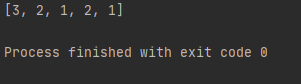 [3, 2, 1, 2, 1]
Process finished with exit code 0